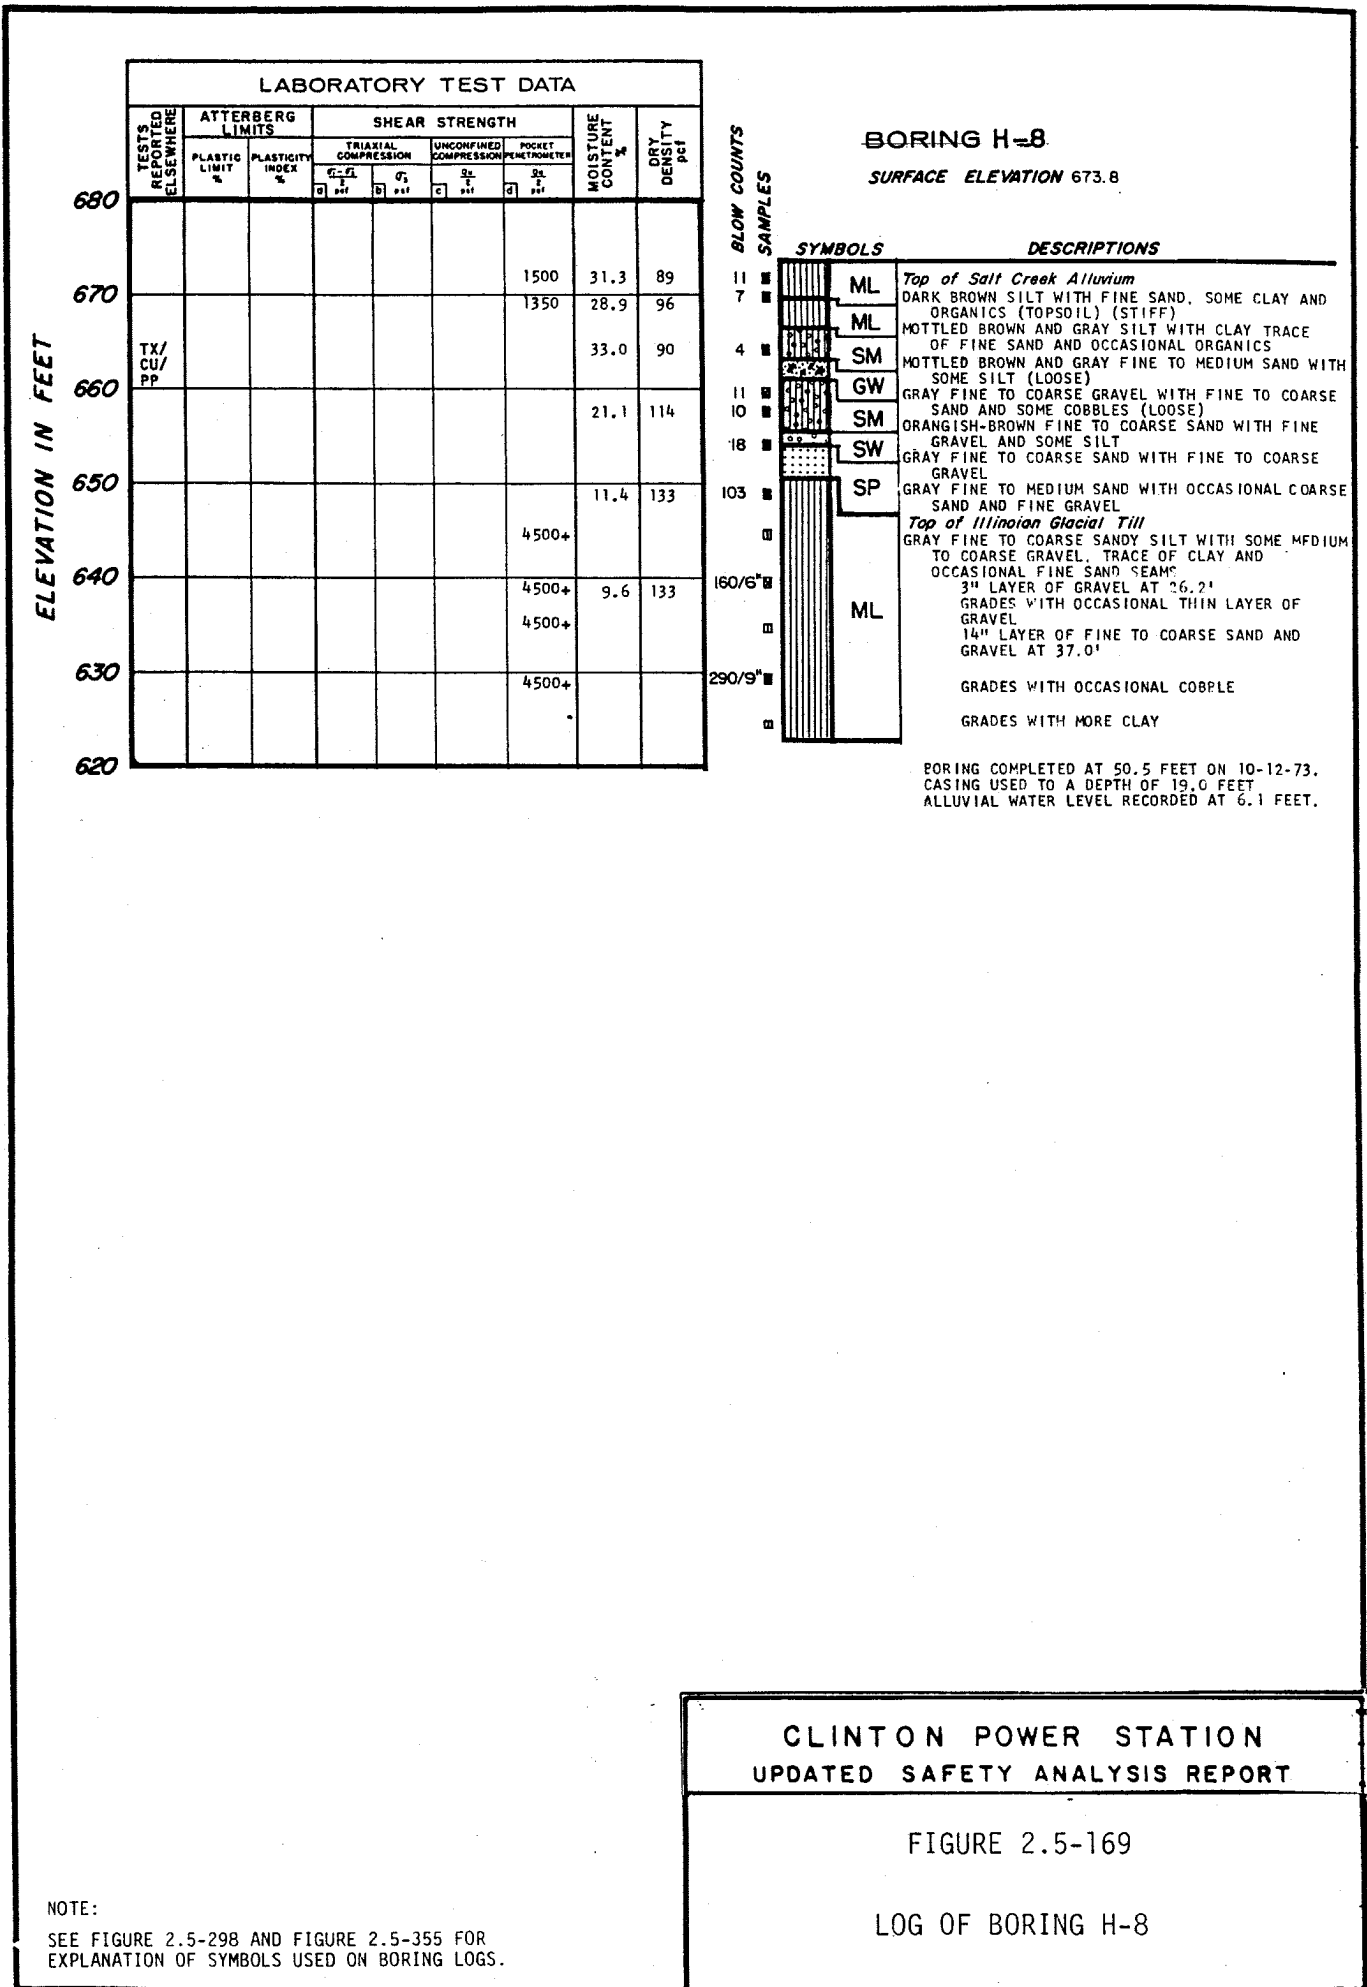 LABORATORY TEST DATA
TESTS REPORTED ELSEWHERE
ATTERBERG LIMITS
SHEAR STRENGTH
MOISTURE CONTENT %
DRY DENSITY pcf
PLASTIC LIMIT %
PLASTICITY INDEX %
TRIAXIAL COMPRESSION
UNCONFINED COMPRESSION
POCKET PENETROMETER
a psf
b psf
c psf
d psf
BLOW COUNTS
SAMPLES
BORING H-8
SURFACE ELEVATION 673.8
SYMBOLS
DESCRIPTIONS
ELEVATION IN FEET
680
670
660
650
640
630
620
1500 31.3 89
1350 28.9 96
TX/
CU/
PP
33.0 90
21.1 114
11.4 133
4500+
4500+ 9.6 133
4500+
4500+
11
7
4
11
10
18
103
160/6"
290/9"
ML
ML
SM
GW
SM
SW
SP
ML
Top of Salt Creek Alluvium
DARK BROWN SILT WITH FINE SAND, SOME CLAY AND
ORGANICS (TOPSOIL) (STIFF)
MOTTLED BROWN AND GRAY SILT WITH CLAY TRACE
OF FINE SAND AND OCCASIONAL ORGANICS
MOTTLED BROWN AND GRAY FINE TO MEDIUM SAND WITH
SOME SILT (LOOSE)
GRAY FINE TO COARSE GRAVEL WITH FINE TO COARSE
SAND AND SOME COBBLES (LOOSE)
ORANGISH-BROWN FINE TO COARSE SAND WITH FINE
GRAVEL AND SOME SILT
GRAY FINE TO COARSE SAND WITH FINE TO COARSE
GRAVEL
GRAY FINE TO MEDIUM SAND WITH OCCASIONAL COARSE
SAND AND FINE GRAVEL
Top of Illinoian Glacial Till
GRAY FINE TO COARSE SANDY SILT WITH SOME MEDIUM
TO COARSE GRAVEL, TRACE OF CLAY AND
OCCASIONAL FINE SAND SEAMS
3" LAYER OF GRAVEL AT 26.2'
GRADES WITH OCCASIONAL THIN LAYER OF
GRAVEL
14" LAYER OF FINE TO COARSE SAND AND
GRAVEL AT 37.0'
GRADES WITH OCCASIONAL COBBLE
GRADES WITH MORE CLAY
BORING COMPLETED AT 50.5 FEET ON 10-12-73.
CASING USED TO A DEPTH OF 19.0 FEET
ALLUVIAL WATER LEVEL RECORDED AT 6.1 FEET.
CLINTON POWER STATION
UPDATED SAFETY ANALYSIS REPORT
FIGURE 2.5-169
LOG OF BORING H-8
NOTE:
SEE FIGURE 2.5-298 AND FIGURE 2.5-355 FOR
EXPLANATION OF SYMBOLS USED ON BORING LOGS.